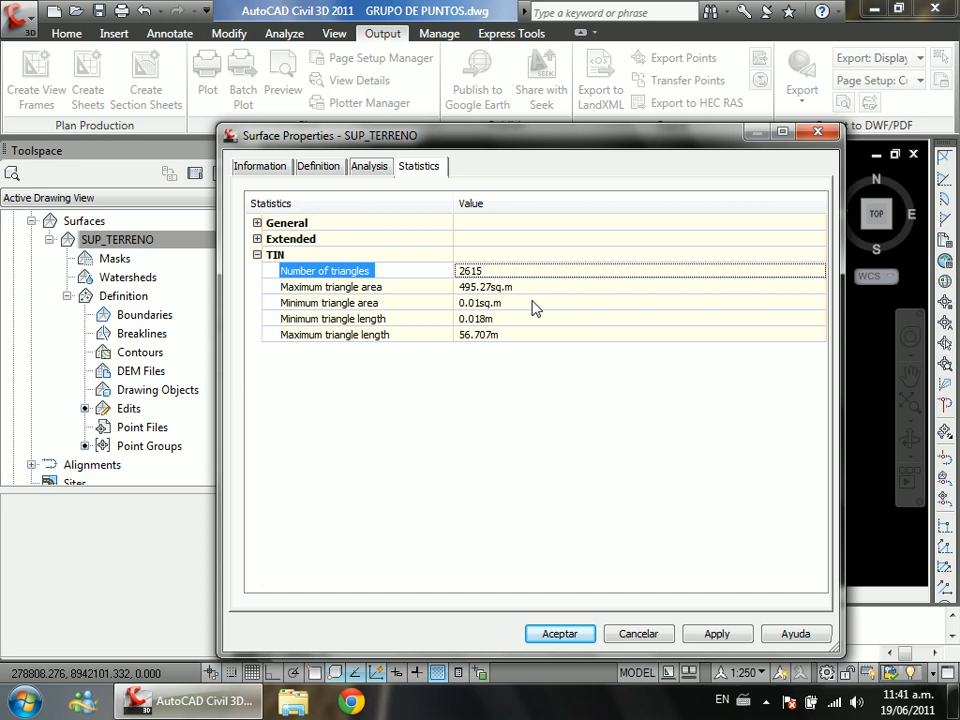 AutoCAD Civil 3D 2011 GRUPO DE PUNTOS.dwg
Type a keyword or phrase
3D
Home Insert Annotate Modify Analyze View Output Manage Express Tools
Create View Frames
Create Sheets
Create Section Sheets
Plot
Batch Plot
Preview
Page Setup Manager
View Details
Plotter Manager
Publish to Google Earth
Share with Seek
Export to LandXML
Export Points
Transfer Points
Export to HEC RAS
Export
Export: Display
Page Setup: C
Plan Production
t to DWF/PDF
Toolspace
Active Drawing View
Surfaces
SUP_TERRENO
Masks
Watersheds
Definition
Boundaries
Breaklines
Contours
DEM Files
Drawing Objects
Edits
Point Files
Point Groups
Alignments
Sites
Surface Properties - SUP_TERRENO
Information Definition Analysis Statistics
Statistics Value
General
Extended
TIN
Number of triangles 2615
Maximum triangle area 495.27sq.m
Minimum triangle area 0.01sq.m
Minimum triangle length 0.018m
Maximum triangle length 56.707m
Aceptar Cancelar Apply Ayuda
N
TOP
E
S
WCS
278808.276, 8942101.332, 0.000
MODEL
1:250
AutoCAD Civil 3D...
EN
11:41 a.m.
19/06/2011